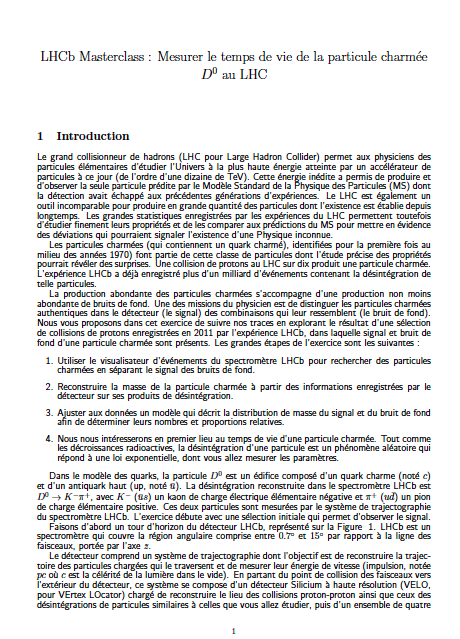 LHCb Masterclass : Mesurer le temps de vie de la particule charmée
D⁰ au LHC
1 Introduction
Le grand collisionneur de hadrons (LHC pour Large Hadron Collider) permet aux physiciens des
particules élémentaires d'étudier l'Univers à la plus haute énergie atteinte par un accélérateur de
particules à ce jour (de l'ordre d'une dizaine de TeV). Cette énergie inédite a permis de produire et
d'observer la seule particule prédite par le Modèle Standard de la Physique des Particules (MS) dont
la détection avait échappé aux précédentes générations d'expériences. Le LHC est également un
outil incomparable pour produire en grande quantité des particules dont l'existence est établie depuis
longtemps. Les grandes statistiques enregistrées par les expériences du LHC permettent toutefois
d'étudier finement leurs propriétés et de les comparer aux prédictions du MS pour mettre en évidence
des déviations qui pourraient signaler l'existence d'une Physique inconnue.
Les particules charmées (qui contiennent un quark charmé), identifiées pour la première fois au
milieu des années 1970) font partie de cette classe de particules dont l'étude précise des propriétés
pourrait révéler des surprises. Une collision de protons au LHC sur dix produit une particule charmée.
L'expérience LHCb a déjà enregistré plus d'un milliard d'événements contenant la désintégration de
telle particules.
La production abondante des particules charmées s'accompagne d'une production non moins
abondante de bruits de fond. Une des missions du physicien est de distinguer les particules charmées
authentiques dans le détecteur (le signal) des combinaisons qui leur ressemblent (le bruit de fond).
Nous vous proposons dans cet exercice de suivre nos traces en explorant le résultat d'une sélection
de collisions de protons enregistrées en 2011 par l'expérience LHCb, dans laquelle signal et bruit de
fond d'une particule charmée sont présents. Les grandes étapes de l'exercice sont les suivantes :
1. Utiliser le visualisateur d'événements du spectromètre LHCb pour rechercher des particules
charmées en séparant le signal des bruits de fond.
2. Reconstruire la masse de la particule charmée à partir des informations enregistrées par le
détecteur sur ses produits de désintégration.
3. Ajuster aux données un modèle qui décrit la distribution de masse du signal et du bruit de fond
afin de déterminer leurs nombres et proportions relatives.
4. Nous nous intéresserons en premier lieu au temps de vie d'une particule charmée. Tout comme
les décroissances radioactives, la désintégration d'une particule est un phénomène aléatoire qui
répond à une loi exponentielle, dont vous allez mesurer les paramètres.
Dans le modèle des quarks, la particule D⁰ est un édifice composé d'un quark charme (noté c)
et d'un antiquark haut (up, noté ū). La désintégration reconstruite dans le spectromètre LHCb est
D⁰ → K⁻π⁺, avec K⁻ (ūs) un kaon de charge électrique élémentaire négative et π⁺ (ud̄) un pion
de charge élémentaire positive. Ces deux particules sont mesurées par le système de trajectographie
du spectromètre LHCb. L'exercice débute avec une sélection initiale qui permet d'observer le signal.
Faisons d'abord un tour d'horizon du détecteur LHCb, représenté sur la Figure 1. LHCb est un
spectromètre qui couvre la région angulaire comprise entre 0.7° et 15° par rapport à la ligne des
faisceaux, portée par l'axe z.
Le détecteur comprend un système de trajectographie dont l'objectif est de reconstruire la trajec-
toire des particules chargées qui le traversent et de mesurer leur énergie de vitesse (impulsion, notée
pc où c est la célérité de la lumière dans le vide). En partant du point de collision des faisceaux vers
l'extérieur du détecteur, ce système se compose d'un détecteur Silicium à haute résolution (VELO,
pour VErtex LOcator) chargé de reconstruire le lieu des collisions proton-proton ainsi que ceux des
désintégrations de particules similaires à celles que vous allez étudier, puis d'un ensemble de quatre
1